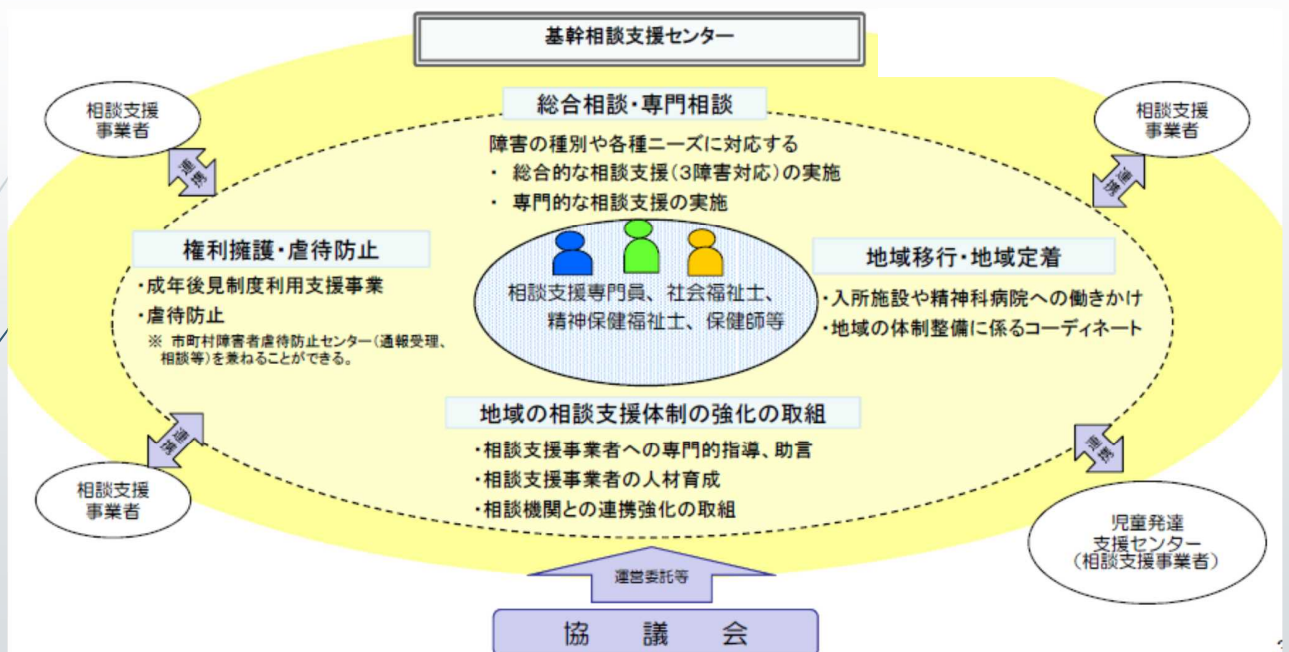 基幹相談支援センター
相談支援
事業者
連携
総合相談・専門相談
障害の種別や各種ニーズに対応する
・ 総合的な相談支援(3障害対応)の実施
・ 専門的な相談支援の実施
相談支援
事業者
連携
権利擁護・虐待防止
・成年後見制度利用支援事業
・虐待防止
※ 市町村障害者虐待防止センター(通報受理、
相談等)を兼ねることができる。
相談支援専門員、社会福祉士、
精神保健福祉士、保健師等
地域移行・地域定着
・入所施設や精神科病院への働きかけ
・地域の体制整備に係るコーディネート
地域の相談支援体制の強化の取組
・相談支援事業者への専門的指導、助言
・相談支援事業者の人材育成
・相談機関との連携強化の取組
連携
相談支援
事業者
連携
児童発達
支援センター
(相談支援事業者)
運営委託等
協 議 会